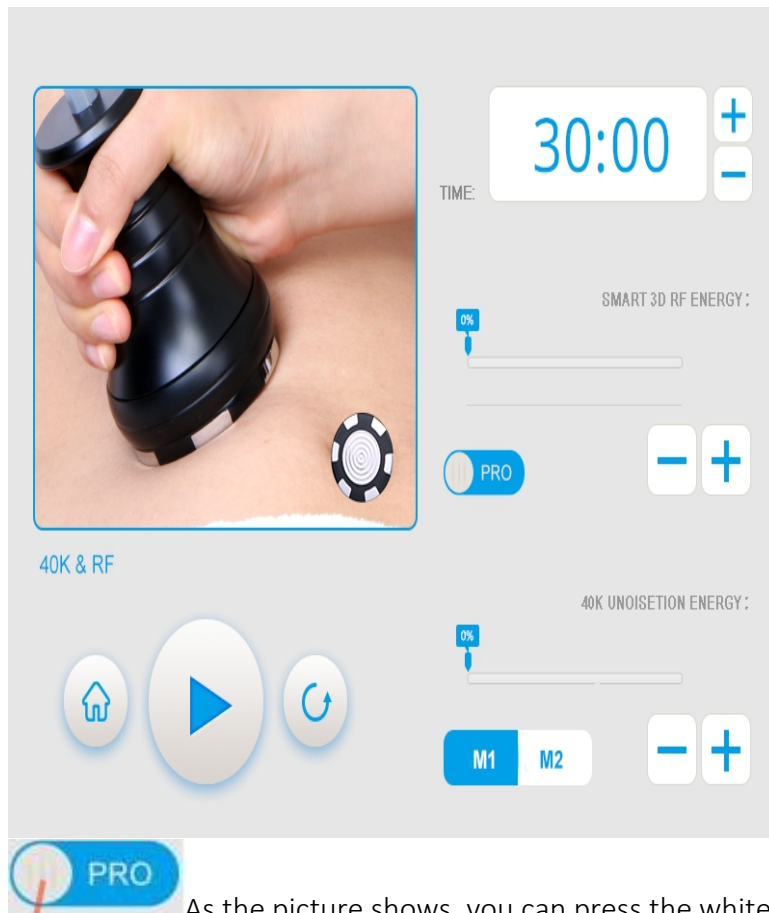 30:00
TIME:
SMART 3D RF ENERGY:
0%
PRO
40K & RF
40K UNOISETION ENERGY:
0%
M1 M2
PRO
As the picture shows, you can press the white